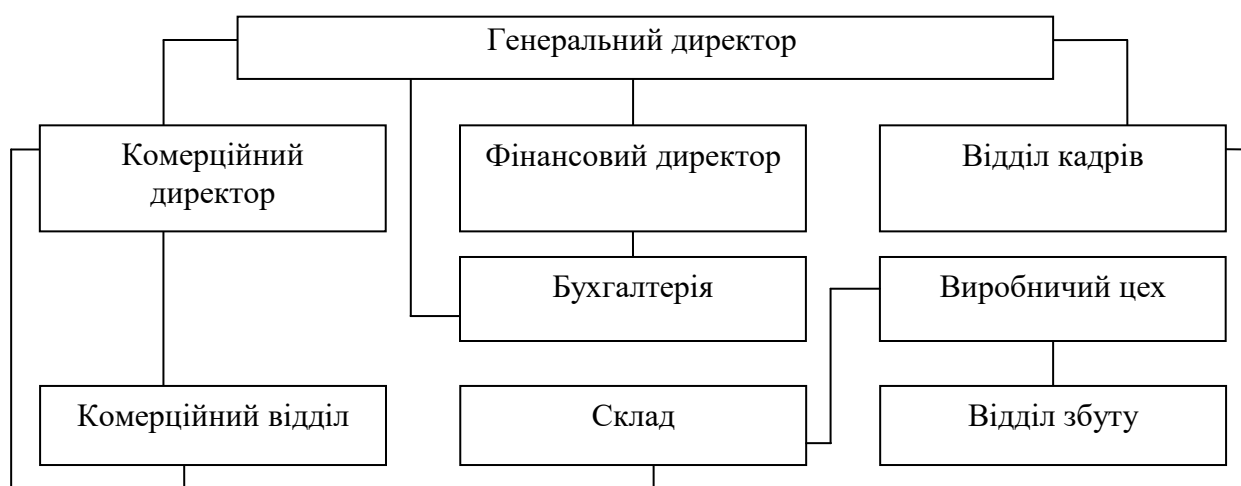 Генеральний директор
Комерційний
директор
Фінансовий директор
Відділ кадрів
Бухгалтерія
Виробничий цех
Комерційний відділ
Склад
Відділ збуту